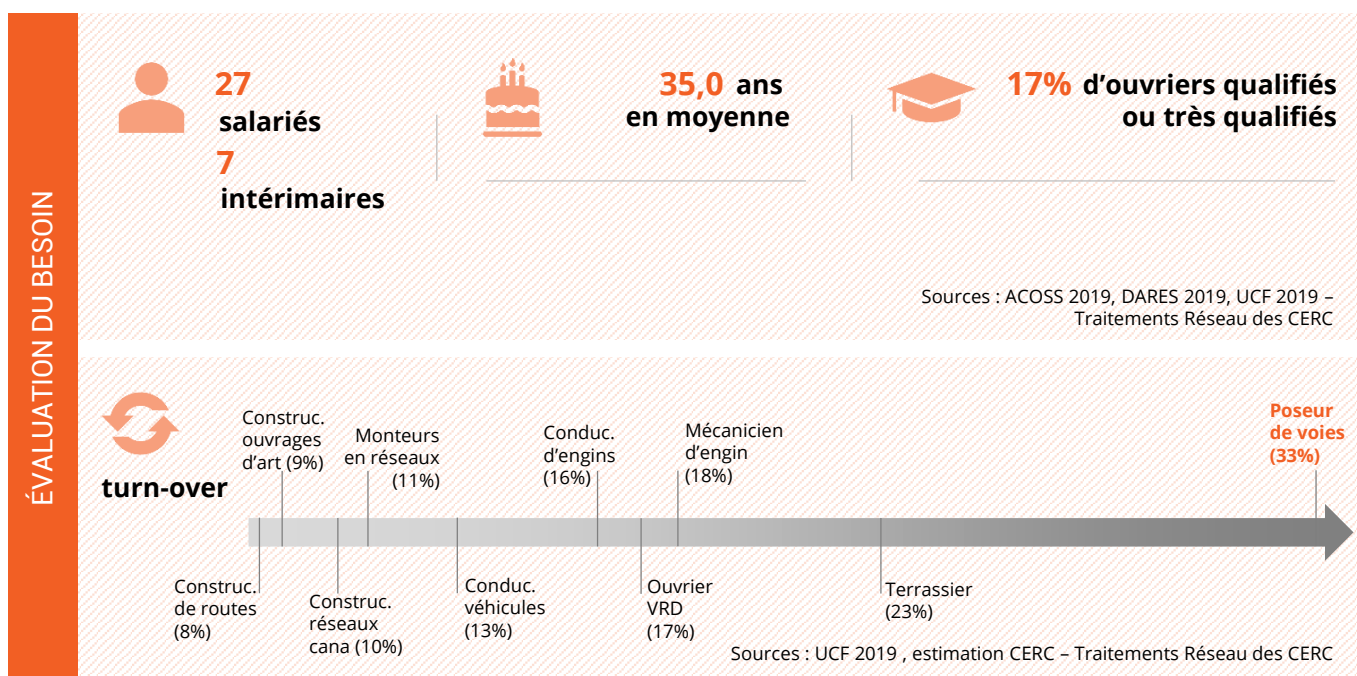 ÉVALUATION DU BESOIN
27
salariés
7
intérimaires
35,0 ans
en moyenne
17% d'ouvriers qualifiés
ou très qualifiés
Sources : ACOSS 2019, DARES 2019, UCF 2019 –
Traitements Réseau des CERC
turn-over
Construc.
ouvrages
d'art (9%)
Monteurs
en réseaux
(11%)
Conduc.
d'engins
(16%)
Mécanicien
d'engin
(18%)
Poseur
de voies
(33%)
Construc.
de routes
(8%)
Construc.
réseaux
cana (10%)
Conduc.
véhicules
(13%)
Ouvrier
VRD
(17%)
Terrassier
(23%)
Sources : UCF 2019 , estimation CERC – Traitements Réseau des CERC